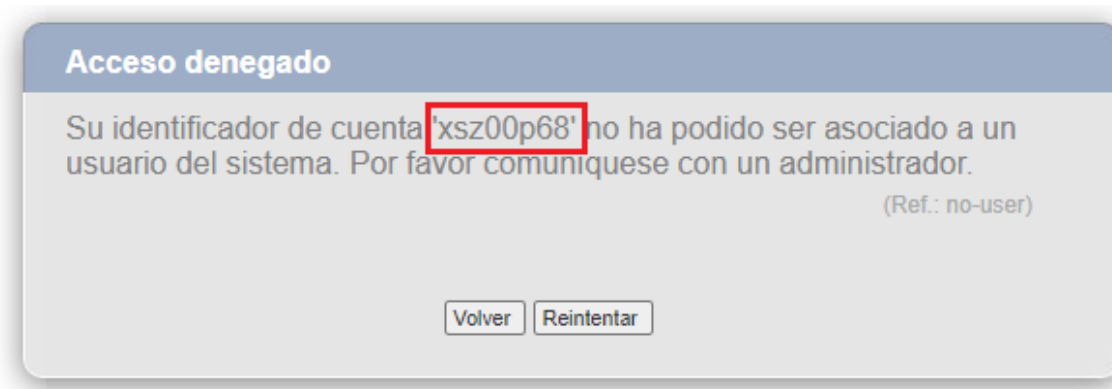 Acceso denegado
Su identificador de cuenta 'xsz00p68' no ha podido ser asociado a un
usuario del sistema. Por favor comuníquese con un administrador.
(Ref.: no-user)
Volver Reintentar